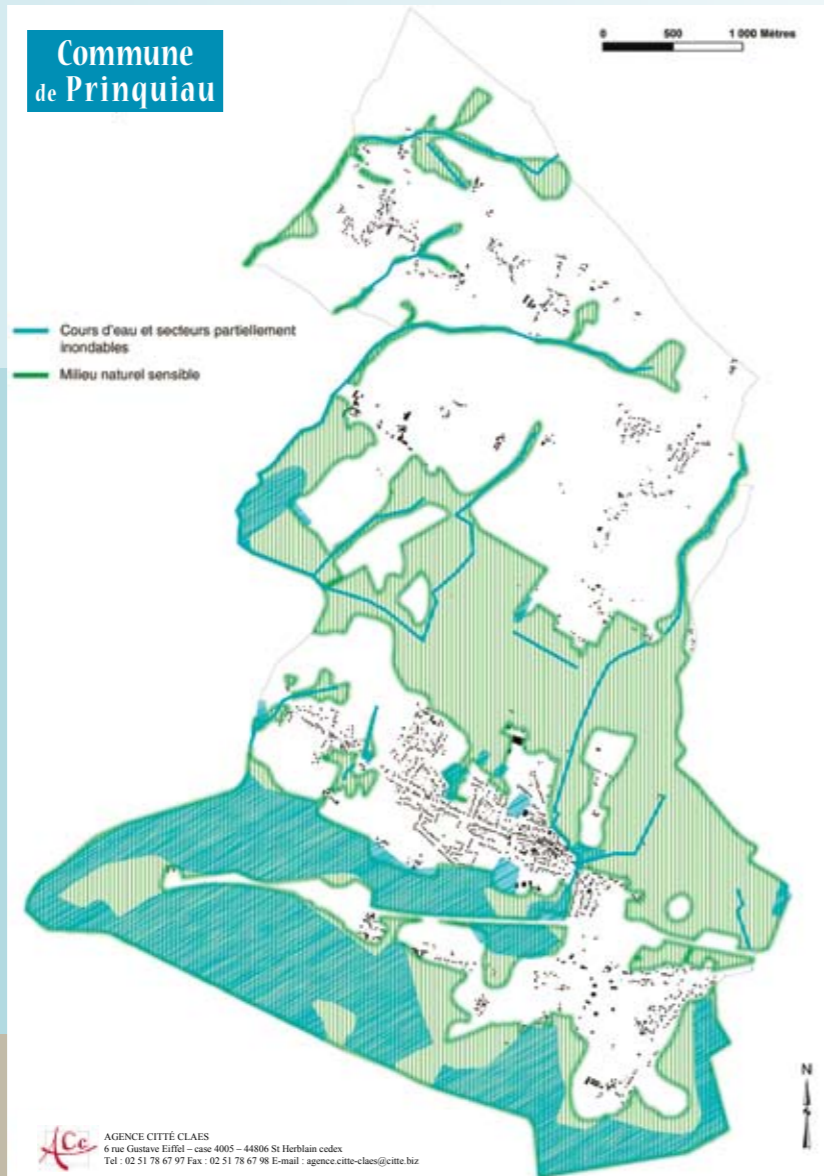 Commune
de Prinquiau
0 500 1 000 Mètres
Cours d'eau et secteurs partiellement
inondables
Milieu naturel sensible
N
ACc
AGENCE CITTÉ CLAES
6 rue Gustave Eiffel – case 4005 – 44806 St Herblain cedex
Tel : 02 51 78 67 97 Fax : 02 51 78 67 98 E-mail : agence.citte-claes@citte.biz